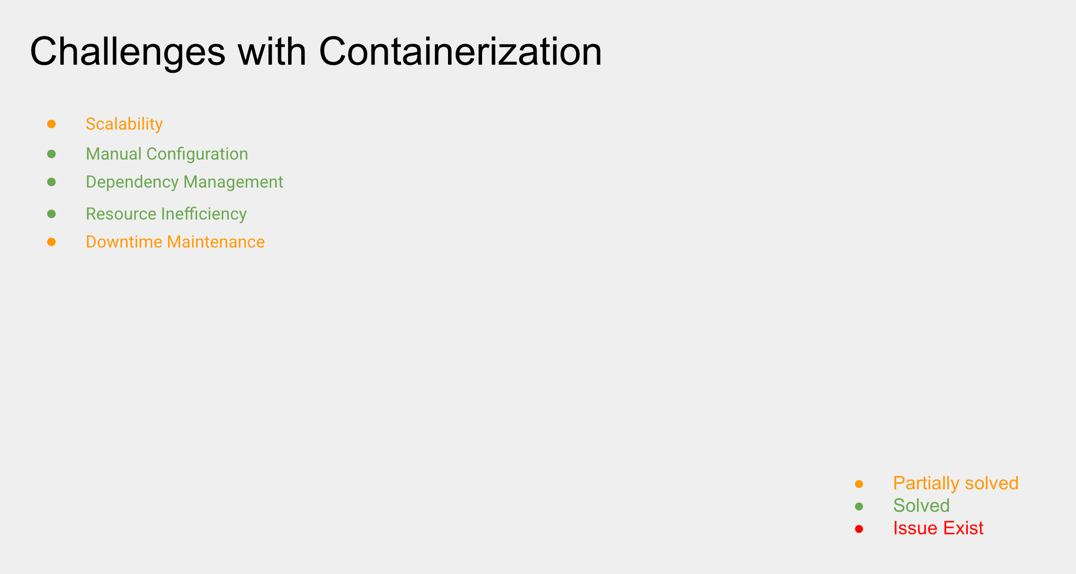 Challenges with Containerization
● Scalability
● Manual Configuration
● Dependency Management
● Resource Inefficiency
● Downtime Maintenance
● Partially solved
● Solved
● Issue Exist